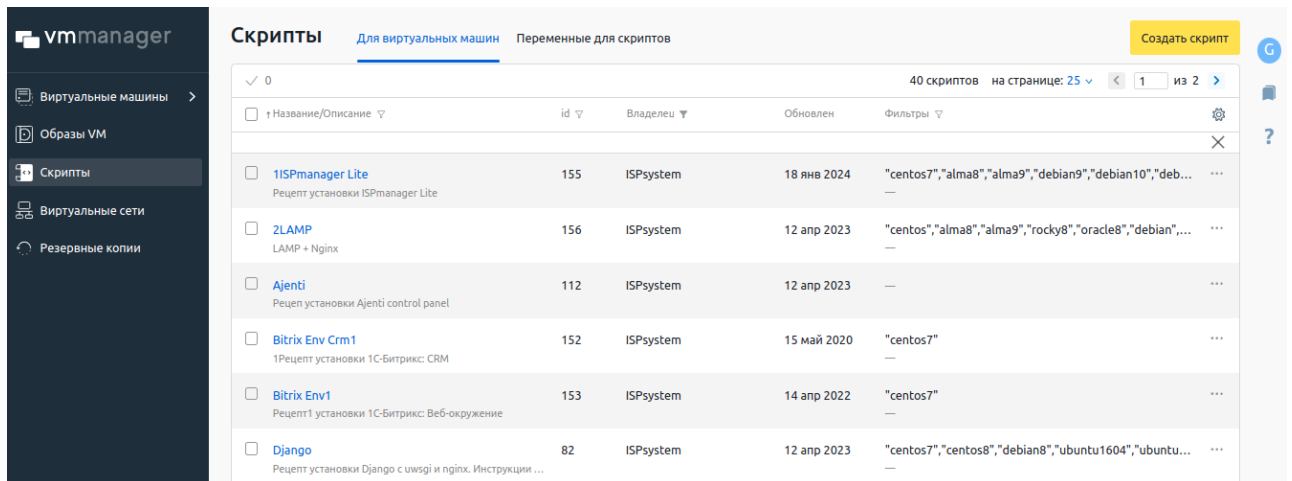 vmmanager
Виртуальные машины
Образы VM
Скрипты
Виртуальные сети
Резервные копии
Скрипты Для виртуальных машин Переменные для скриптов Создать скрипт
0 40 скриптов на странице: 25 1 из 2
Название/Описание id Владелец Обновлен Фильтры
1ISPmanager Lite 155 ISPsystem 18 янв 2024 "centos7","alma8","alma9","debian9","debian10","deb...
Рецепт установки ISPmanager Lite —
2LAMP 156 ISPsystem 12 апр 2023 "centos","alma8","alma9","rocky8","oracle8","debian",...
LAMP + Nginx —
Ajenti 112 ISPsystem 12 апр 2023 —
Рецеп установки Ajenti control panel
Bitrix Env Crm1 152 ISPsystem 15 май 2020 "centos7"
1Рецепт установки 1С-Битрикс: CRM —
Bitrix Env1 153 ISPsystem 14 апр 2022 "centos7"
Рецепт1 установки 1С-Битрикс: Веб-окружение —
Django 82 ISPsystem 12 апр 2023 "centos7","centos8","debian8","ubuntu1604","ubuntu...
Рецепт установки Django с uwsgi и nginx. Инструкции ... —
G
?